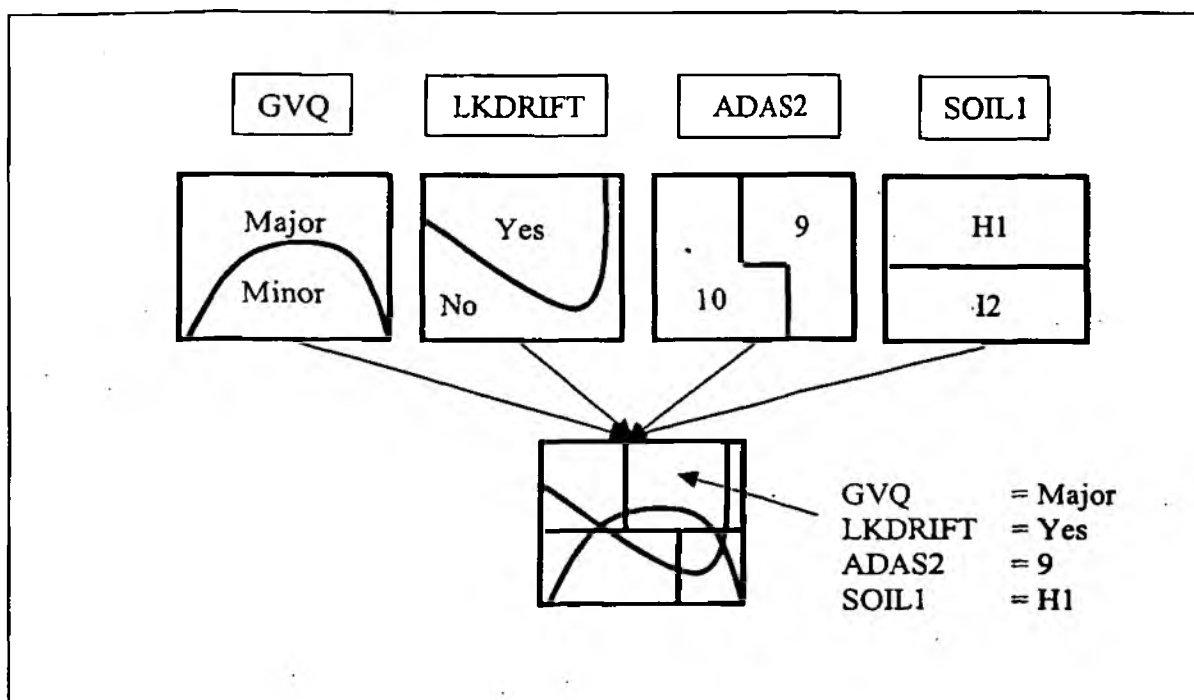 GVQ LKDRIFT ADAS2 SOIL1
Major Yes 9 H1
Minor No 10 I2
GVQ = Major
LKDRIFT = Yes
ADAS2 = 9
SOIL1 = H1